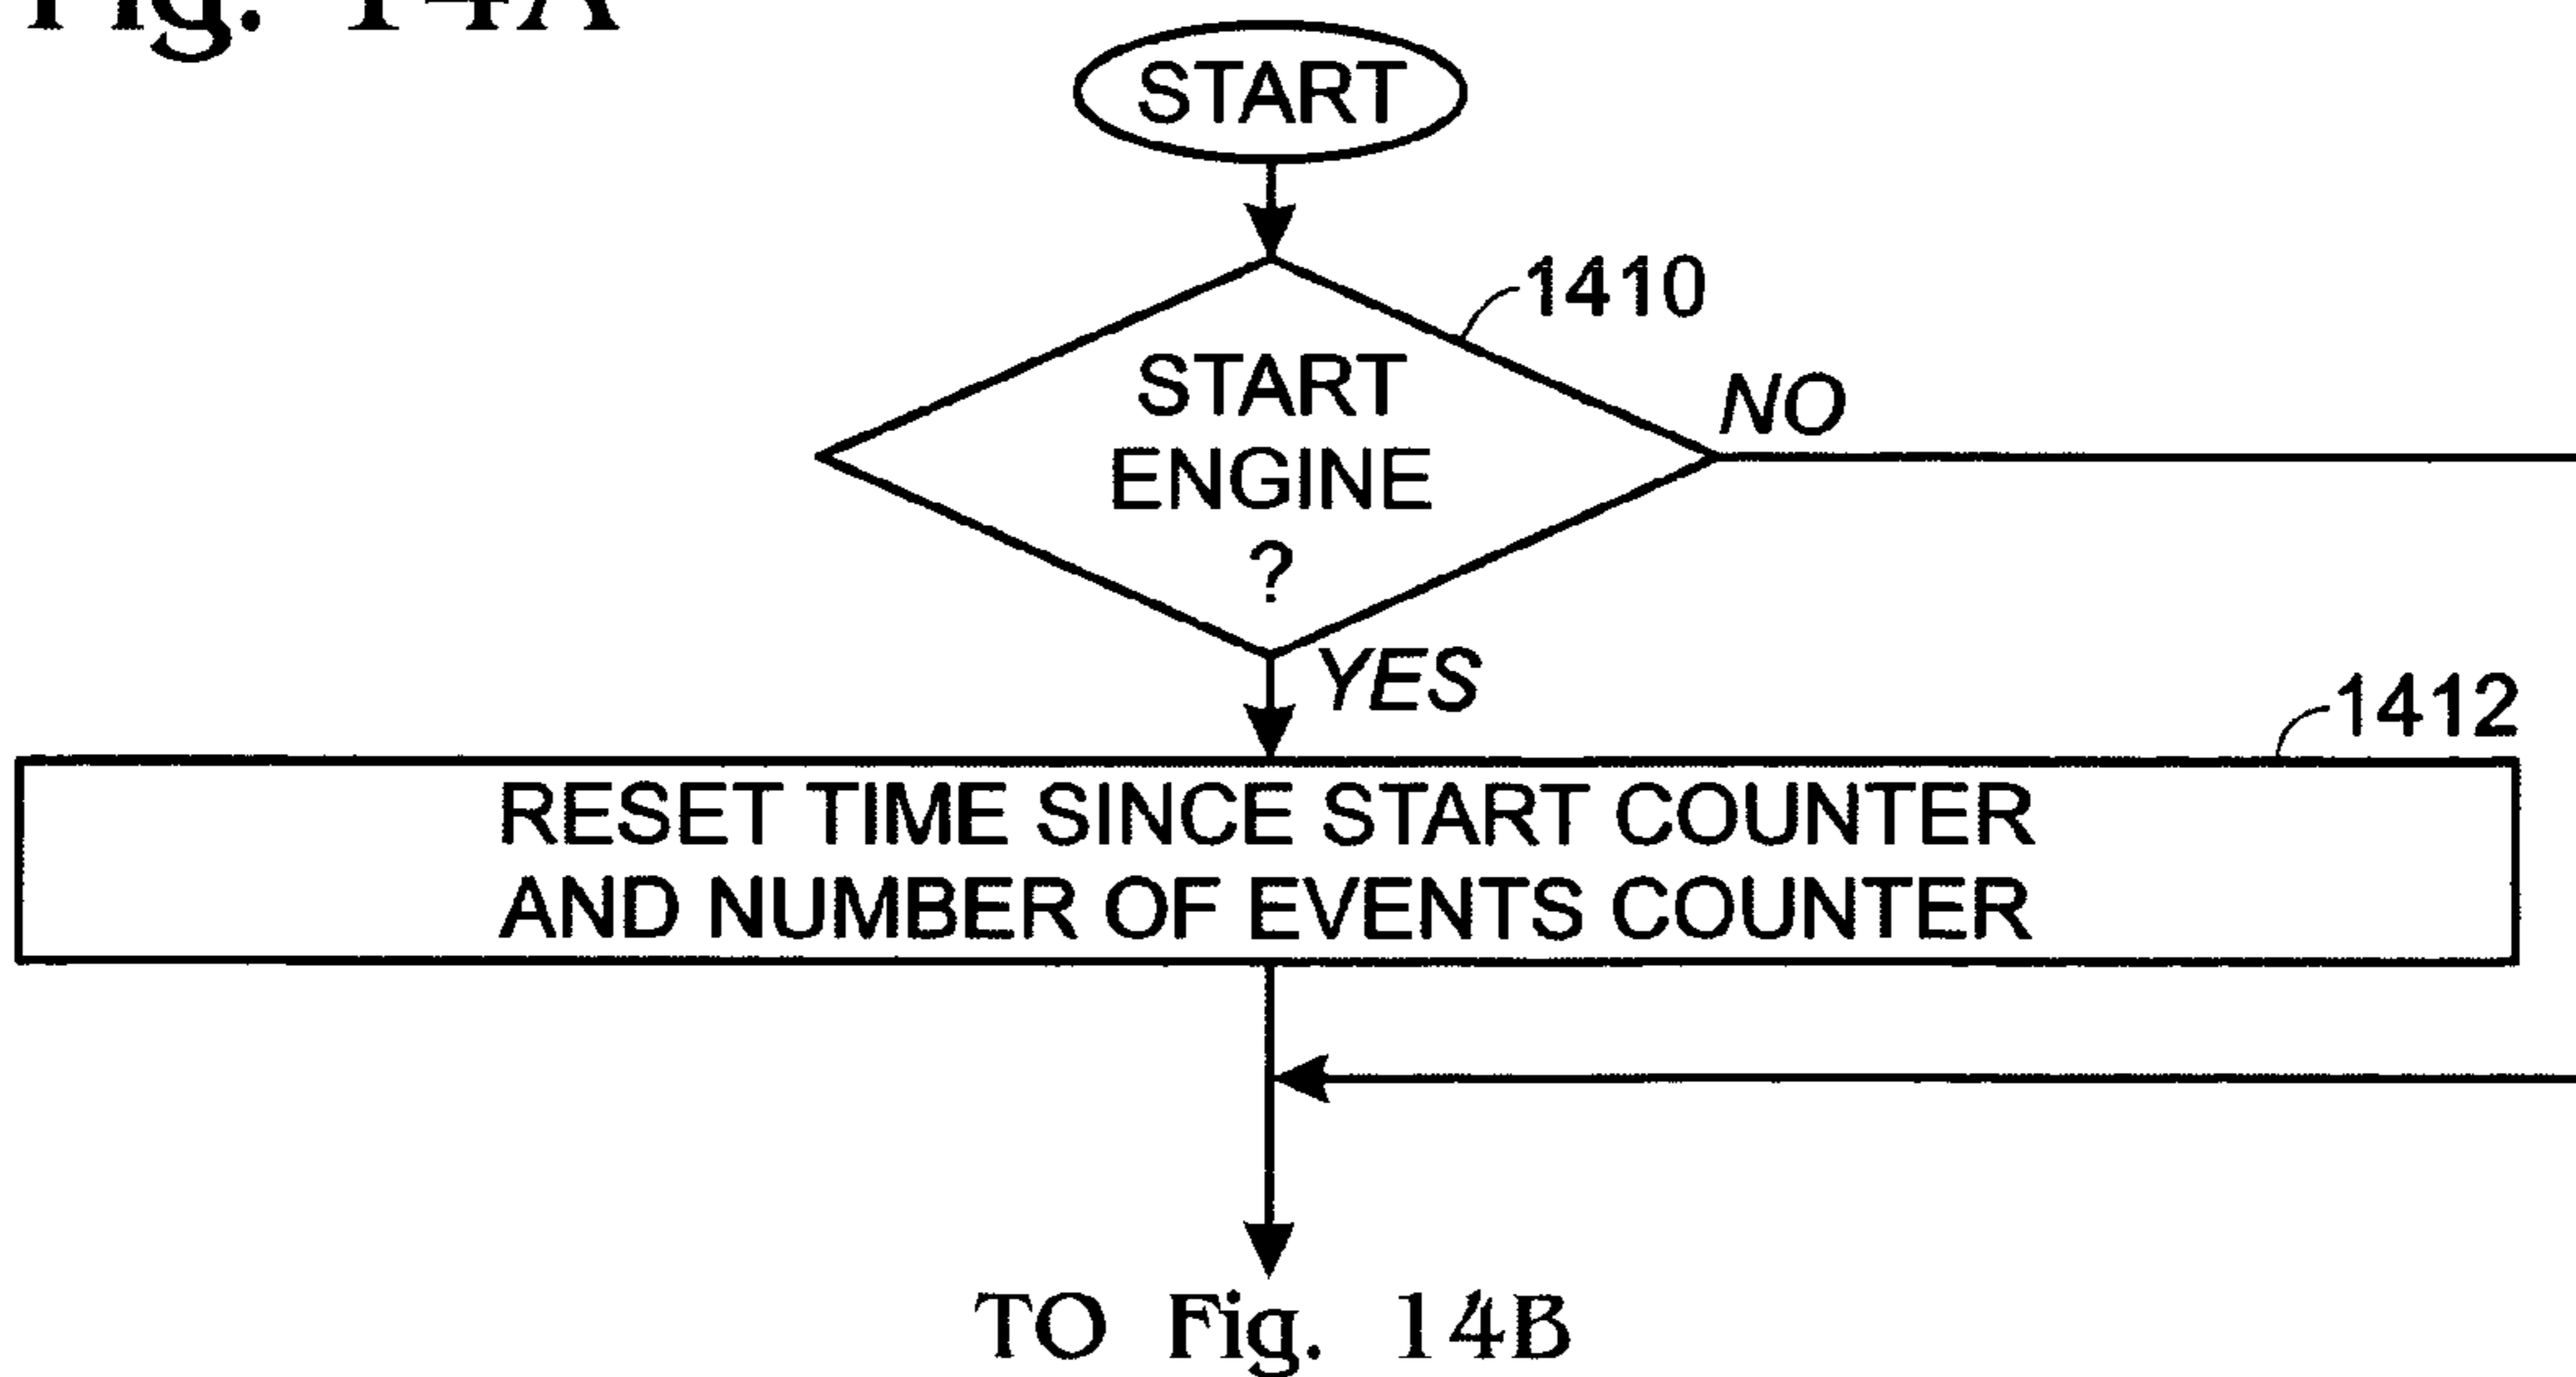 Fig. 14A
START
1410
START
ENGINE
?
NO
YES
1412
RESET TIME SINCE START COUNTER
AND NUMBER OF EVENTS COUNTER
TO Fig. 14B